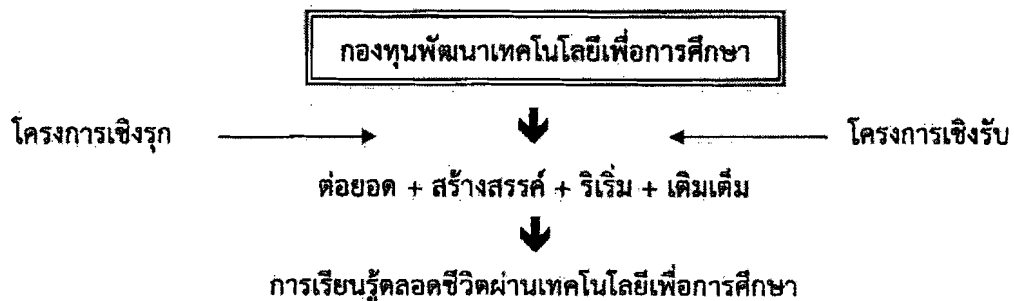 กองทุนพัฒนาเทคโนโลยีเพื่อการศึกษา
โครงการเชิงรุก
โครงการเชิงรับ
ต่อยอด + สร้างสรรค์ + ริเริ่ม + เติมเต็ม
การเรียนรู้ตลอดชีวิตผ่านเทคโนโลยีเพื่อการศึกษา